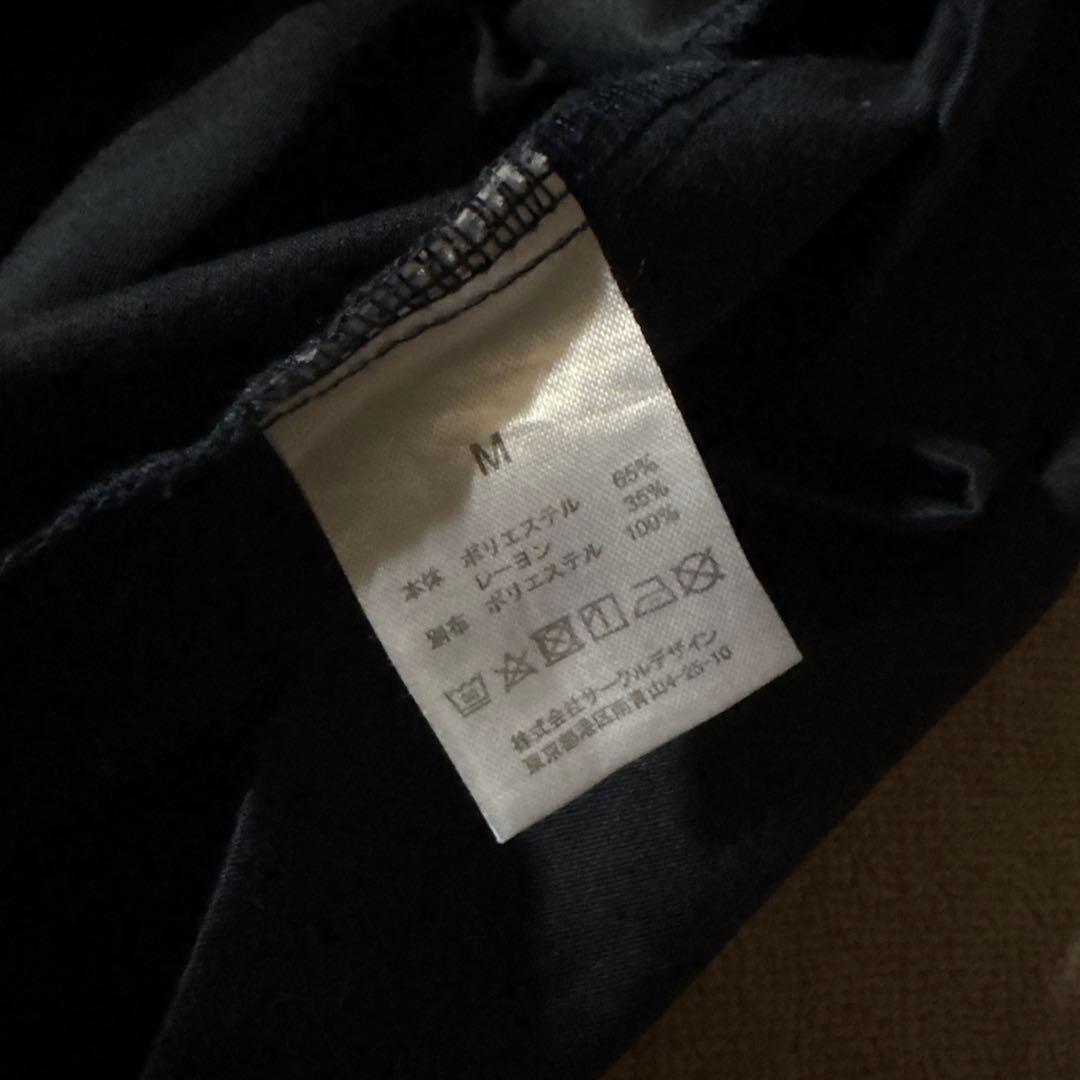 M
本体 ポリエステル 65%
レーヨン 35%
別布 ポリエステル 100%
株式会社サークルデザイン
東京都港区南青山4-25-10